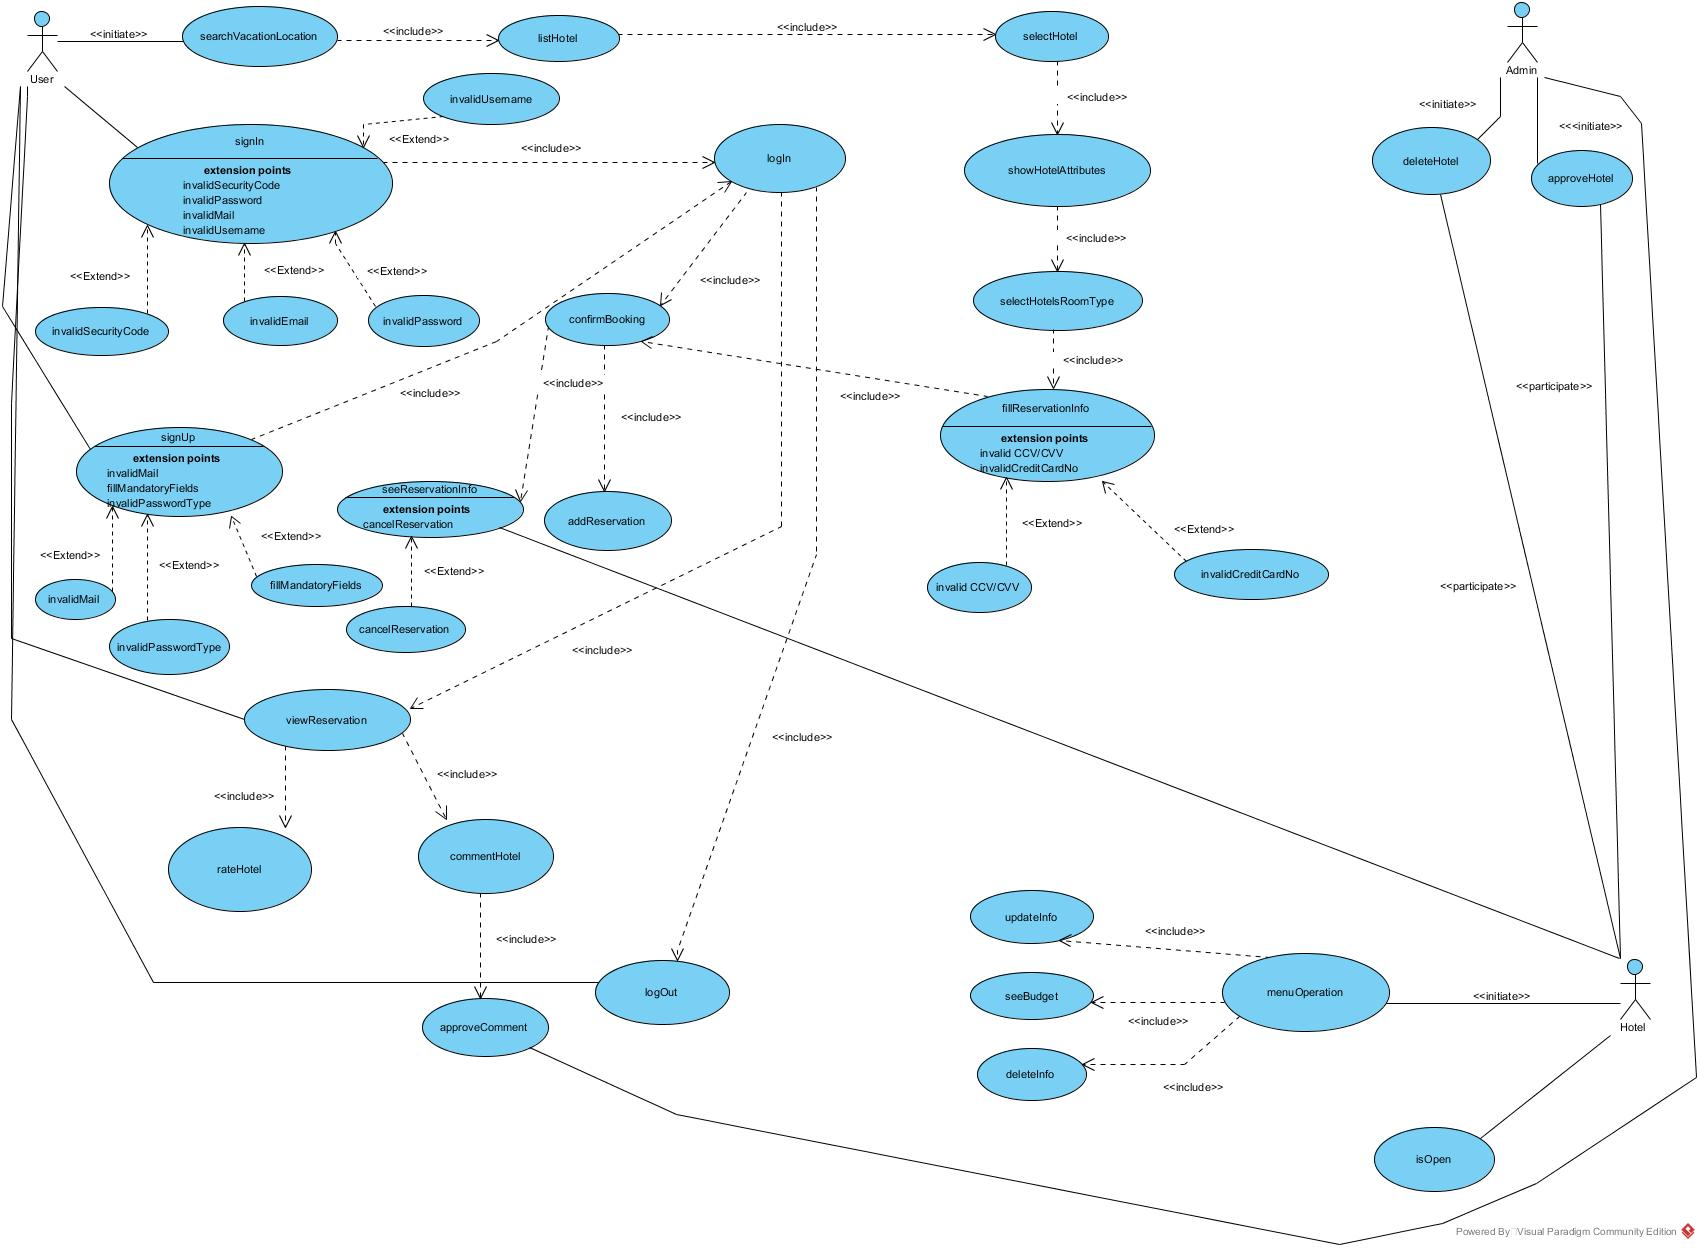 <<initiate>>
searchVacationLocation
<<include>>
listHotel
<<include>>
selectHotel
User
Admin
invalidUsername
<<include>>
<<initiate>>
<<<initiate>>
signIn
<<Extend>>
<<include>>
logIn
extension points
invalidSecurityCode
invalidPassword
invalidMail
invalidUsername
showHotelAttributes
deleteHotel
approveHotel
<<include>>
<<Extend>>
<<Extend>>
<<Extend>>
<<include>>
invalidSecurityCode
invalidEmail
invalidPassword
confirmBooking
selectHotelsRoomType
<<include>>
<<include>>
<<include>>
<<include>>
<<include>>
<<participate>>
fillReservationInfo
extension points
invalid CCV/CVV
invalidCreditCardNo
signUp
extension points
invalidMail
fillMandatoryFields
invalidPasswordType
seeReservationInfo
extension points
cancelReservation
addReservation
<<Extend>>
<<Extend>>
<<Extend>>
<<Extend>>
<<Extend>>
<<Extend>>
invalidMail
fillMandatoryFields
invalidPasswordType
cancelReservation
invalid CCV/CVV
invalidCreditCardNo
<<participate>>
<<include>>
viewReservation
<<include>>
<<include>>
<<include>>
rateHotel
commentHotel
<<include>>
updateInfo
<<include>>
logOut
seeBudget
menuOperation
<<initiate>>
approveComment
<<include>>
Hotel
deleteInfo
<<include>>
isOpen
Powered By Visual Paradigm Community Edition